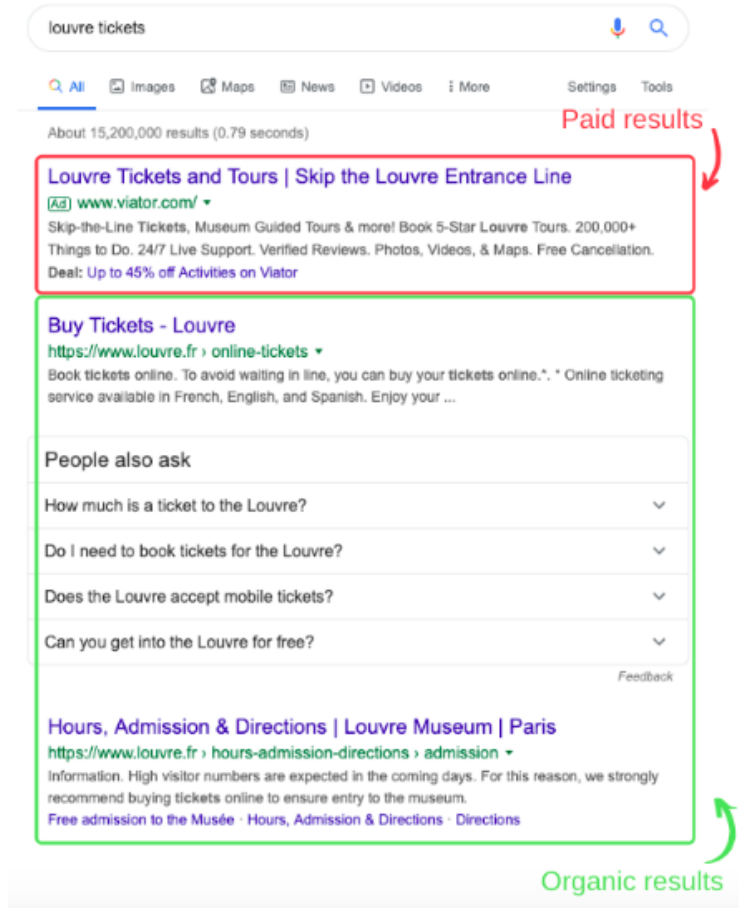 louvre tickets
All Images Maps News Videos More Settings Tools
Paid results
About 15,200,000 results (0.79 seconds)
Louvre Tickets and Tours | Skip the Louvre Entrance Line
Ad www.viator.com/
Skip-the-Line Tickets, Museum Guided Tours & more! Book 5-Star Louvre Tours. 200,000+
Things to Do. 24/7 Live Support. Verified Reviews. Photos, Videos, & Maps. Free Cancellation.
Deal: Up to 45% off Activities on Viator
Buy Tickets - Louvre
https://www.louvre.fr › online-tickets
Book tickets online. To avoid waiting in line, you can buy your tickets online.*. * Online ticketing
service available in French, English, and Spanish. Enjoy your ...
People also ask
How much is a ticket to the Louvre?
Do I need to book tickets for the Louvre?
Does the Louvre accept mobile tickets?
Can you get into the Louvre for free?
Feedback
Hours, Admission & Directions | Louvre Museum | Paris
https://www.louvre.fr › hours-admission-directions › admission
Information. High visitor numbers are expected in the coming days. For this reason, we strongly
recommend buying tickets online to ensure entry to the museum.
Free admission to the Musée · Hours, Admission & Directions · Directions
Organic results